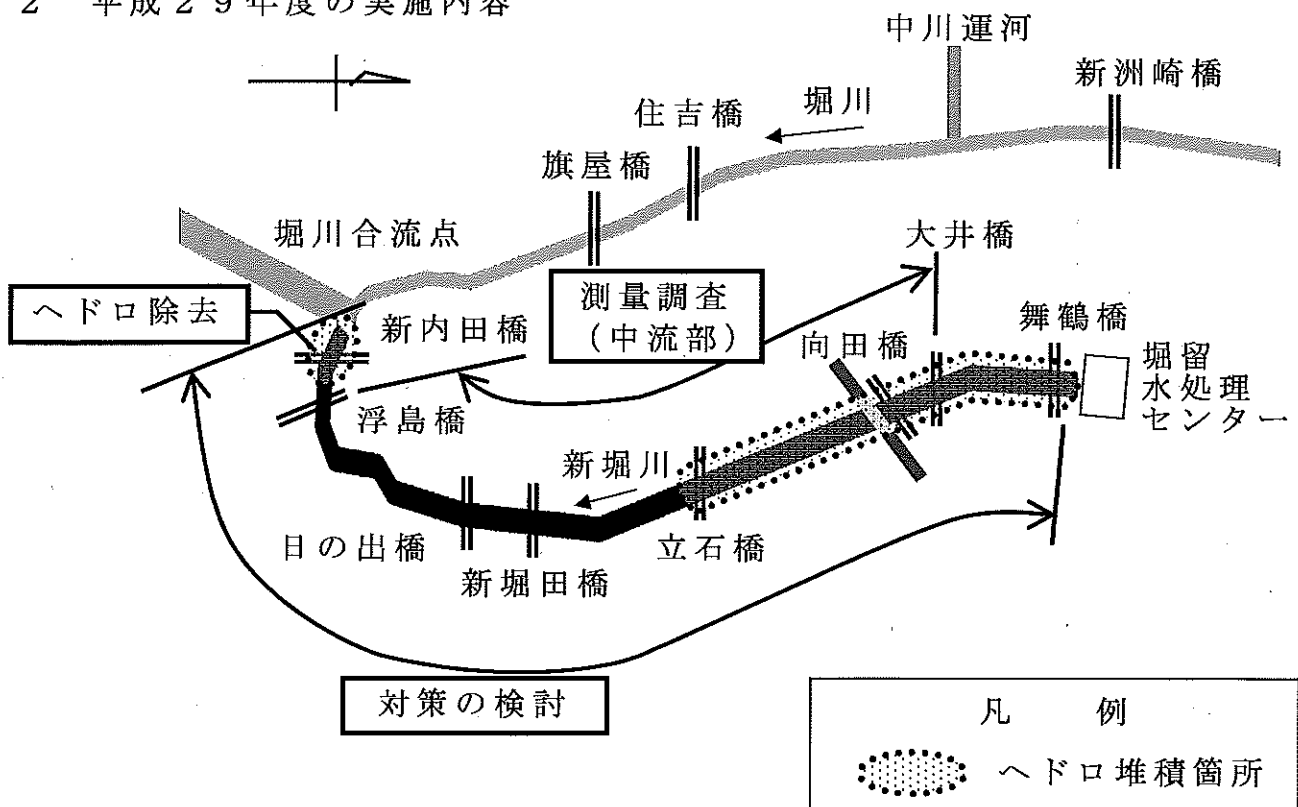 2 平成29年度の実施内容
中川運河
新洲崎橋
堀川
住吉橋
旗屋橋
堀川合流点
大井橋
ヘドロ除去
測量調査
(中流部)
新内田橋
舞鶴橋
向田橋
堀留
水処理
センター
浮島橋
新堀川
日の出橋
立石橋
新堀田橋
対策の検討
凡 例
ヘドロ堆積箇所